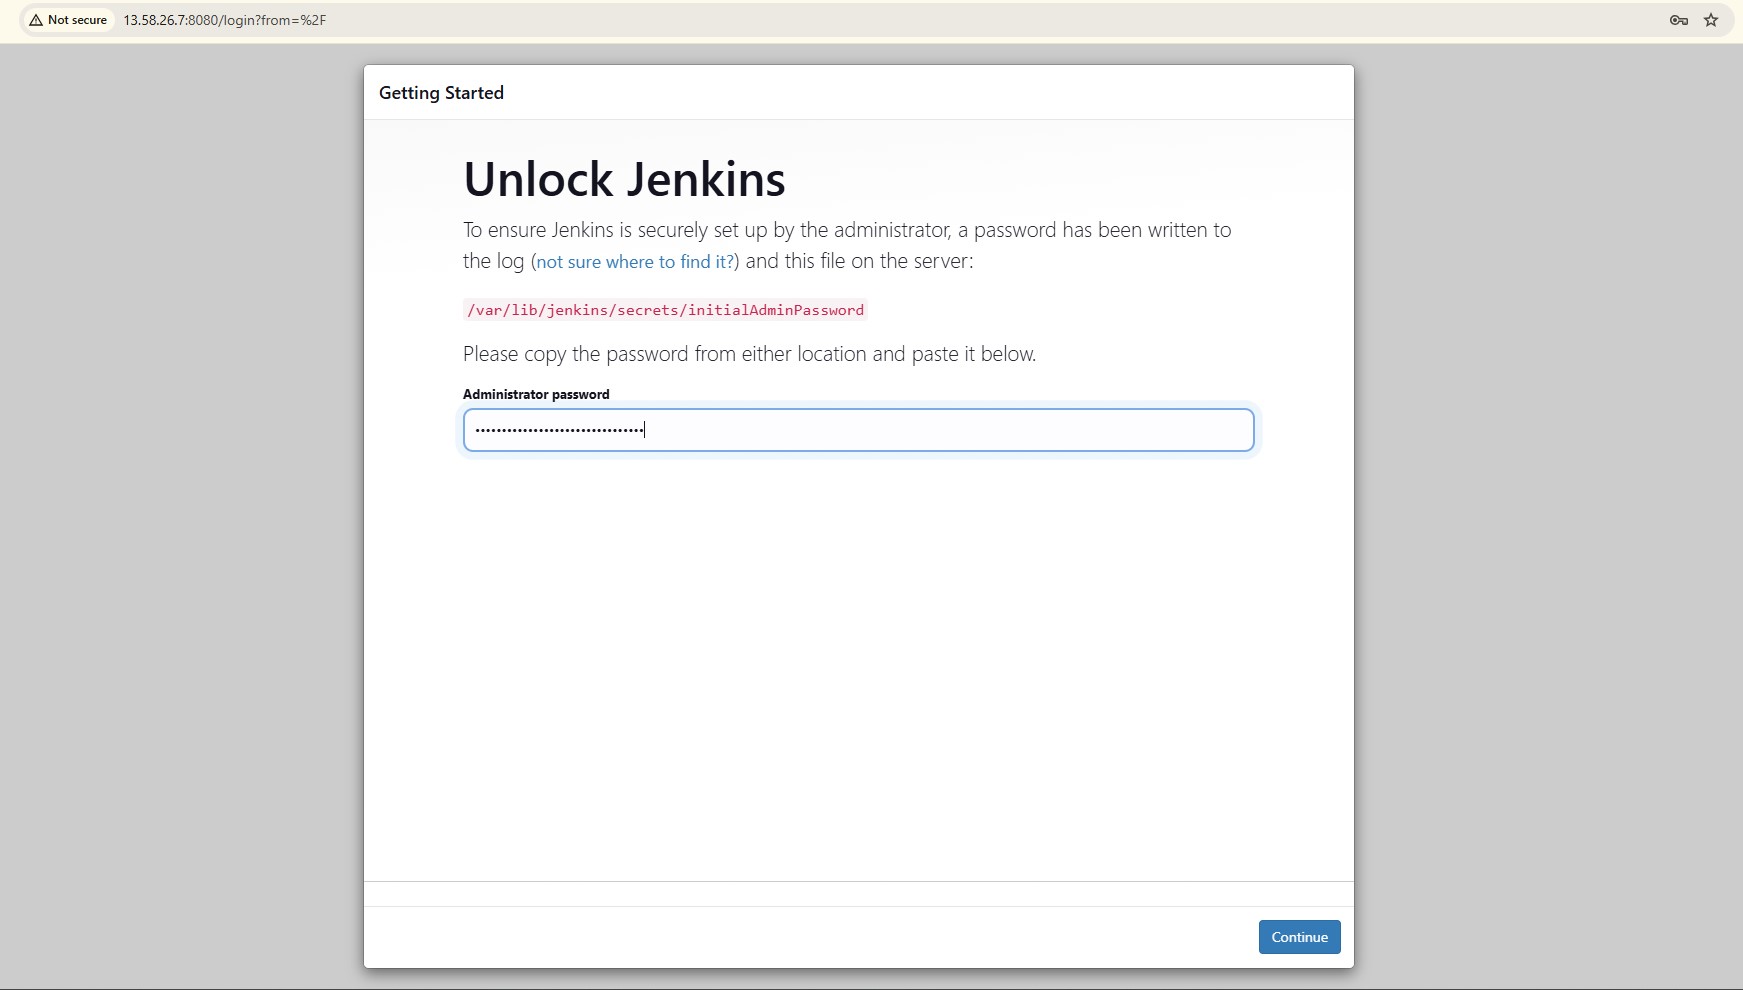 Not secure 13.58.26.7:8080/login?from=%2F
Getting Started
Unlock Jenkins
To ensure Jenkins is securely set up by the administrator, a password has been written to
the log (not sure where to find it?) and this file on the server:
/var/lib/jenkins/secrets/initialAdminPassword
Please copy the password from either location and paste it below.
Administrator password
••••••••••••••••••••••••••••••••
Continue